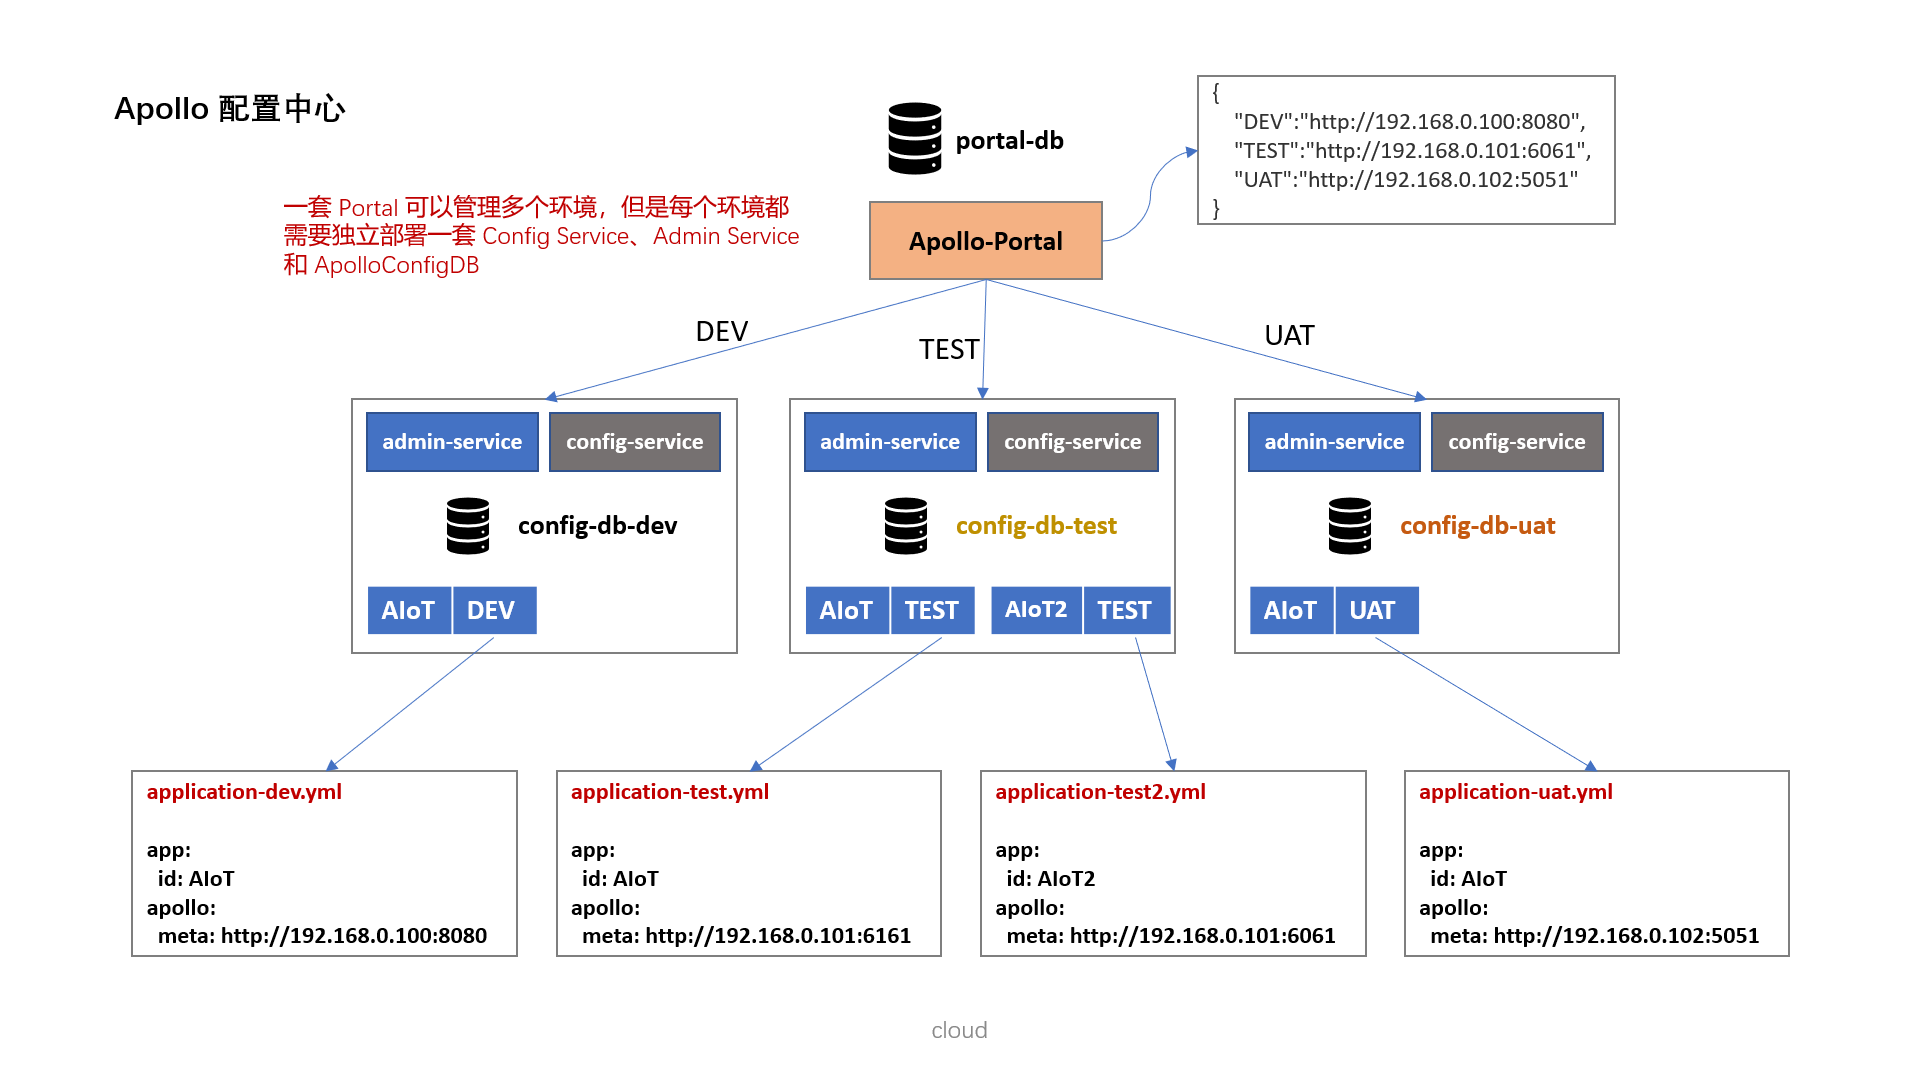 Apollo 配置中心
portal-db
{
"DEV":"http://192.168.0.100:8080",
"TEST":"http://192.168.0.101:6061",
"UAT":"http://192.168.0.102:5051"
}
一套 Portal 可以管理多个环境，但是每个环境都
需要独立部署一套 Config Service、Admin Service
和 ApolloConfigDB
Apollo-Portal
DEV
TEST
UAT
admin-service
config-service
config-db-dev
AIoT
DEV
admin-service
config-service
config-db-test
AIoT
TEST
AIoT2
TEST
admin-service
config-service
config-db-uat
AIoT
UAT
application-dev.yml
app:
id: AIoT
apollo:
meta: http://192.168.0.100:8080
application-test.yml
app:
id: AIoT
apollo:
meta: http://192.168.0.101:6161
application-test2.yml
app:
id: AIoT2
apollo:
meta: http://192.168.0.101:6061
application-uat.yml
app:
id: AIoT
apollo:
meta: http://192.168.0.102:5051
cloud